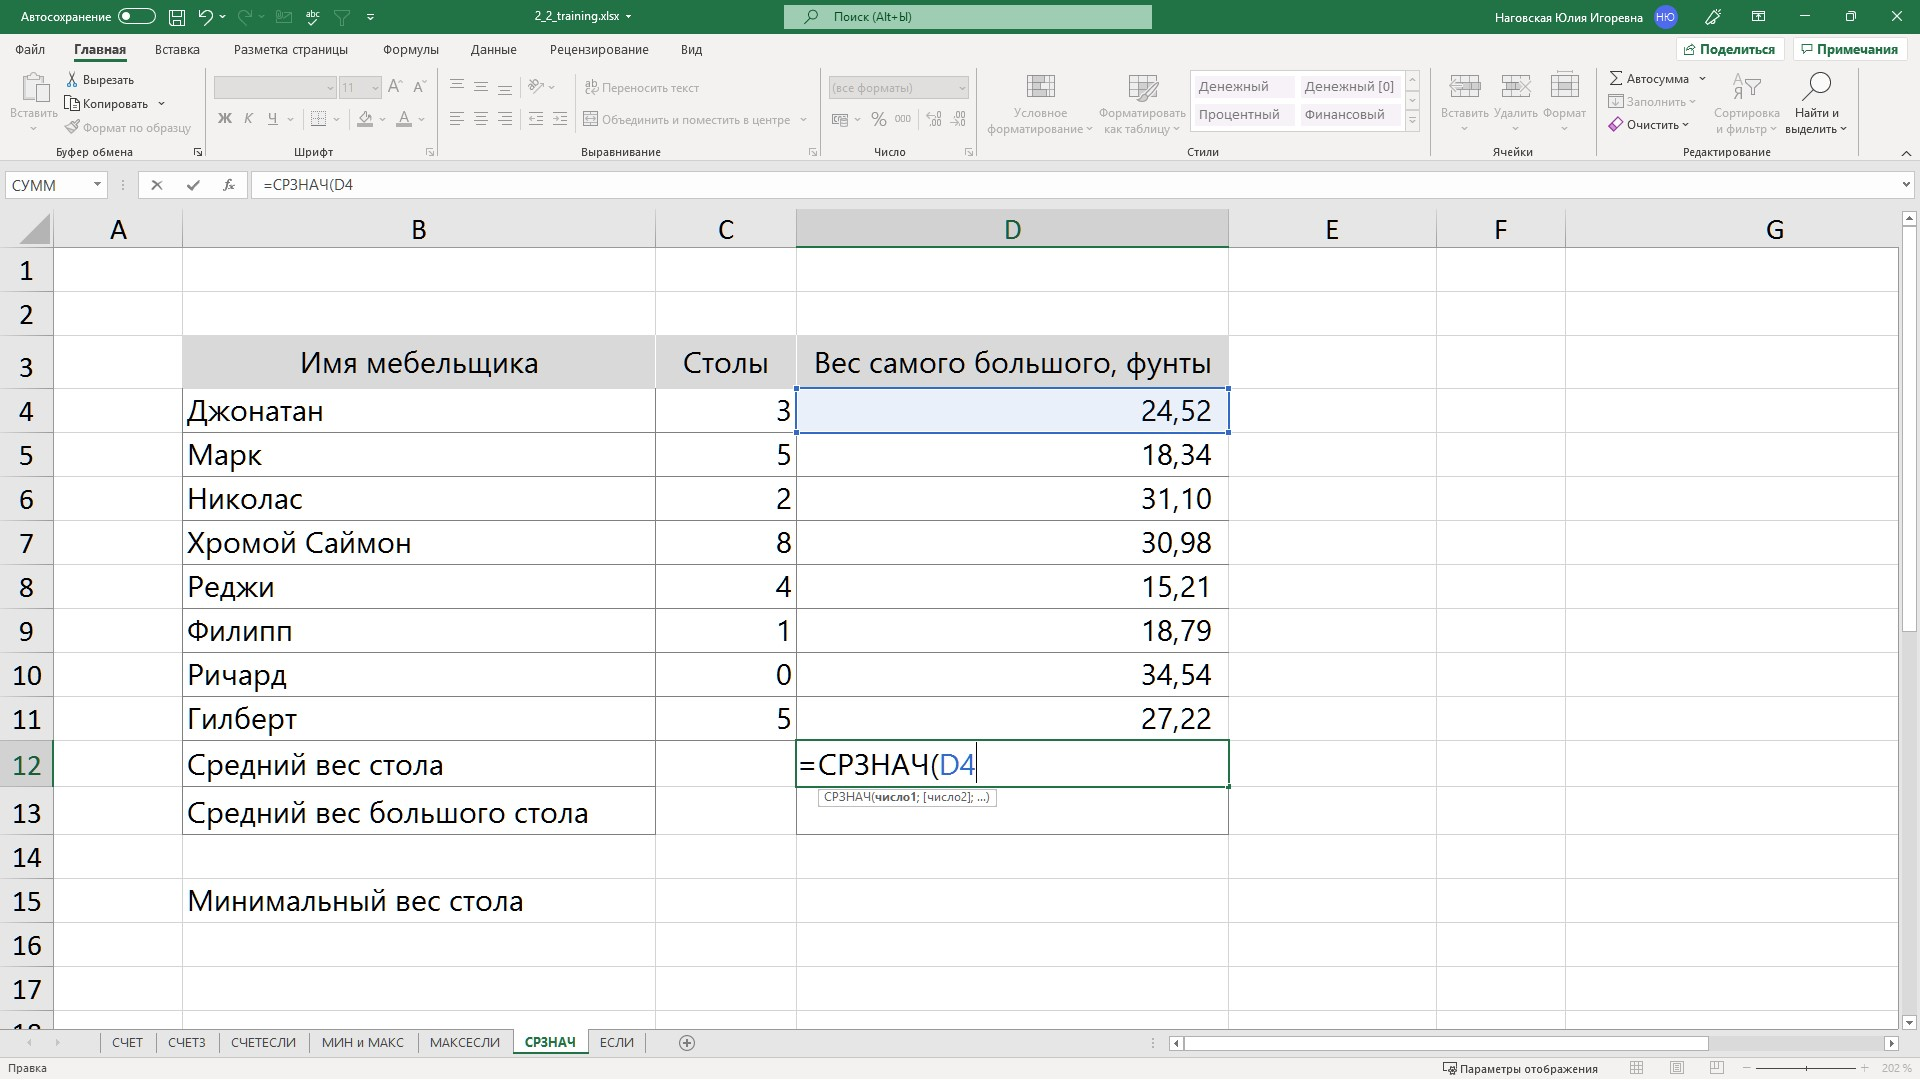 Автосохранение
2_2_training.xlsx
Поиск (Alt+Ы)
Наговская Юлия Игоревна
НЮ
Файл Главная Вставка Разметка страницы Формулы Данные Рецензирование Вид
Поделиться Примечания
Вставить
Вырезать
Копировать
Формат по образцу
Буфер обмена
11
Ж К Ч
Шрифт
Переносить текст
Объединить и поместить в центре
Выравнивание
(все форматы)
% 000
Число
Условное форматирование
Форматировать как таблицу
Денежный Денежный [0]
Процентный Финансовый
Стили
Вставить Удалить Формат
Ячейки
Автосумма
Заполнить
Очистить
Сортировка и фильтр
Найти и выделить
Редактирование
СУММ
fx
=СРЗНАЧ(D4
A B C D E F G
1
2
3 Имя мебельщика Столы Вес самого большого, фунты
4 Джонатан 3 24,52
5 Марк 5 18,34
6 Николас 2 31,10
7 Хромой Саймон 8 30,98
8 Реджи 4 15,21
9 Филипп 1 18,79
10 Ричард 0 34,54
11 Гилберт 5 27,22
12 Средний вес стола =СРЗНАЧ(D4
СРЗНАЧ(число1; [число2]; ...)
13 Средний вес большого стола
14
15 Минимальный вес стола
16
17
СЧЕТ СЧЕТЗ СЧЕТЕСЛИ МИН и МАКС МАКСЕСЛИ СРЗНАЧ ЕСЛИ
Правка
Параметры отображения
202 %